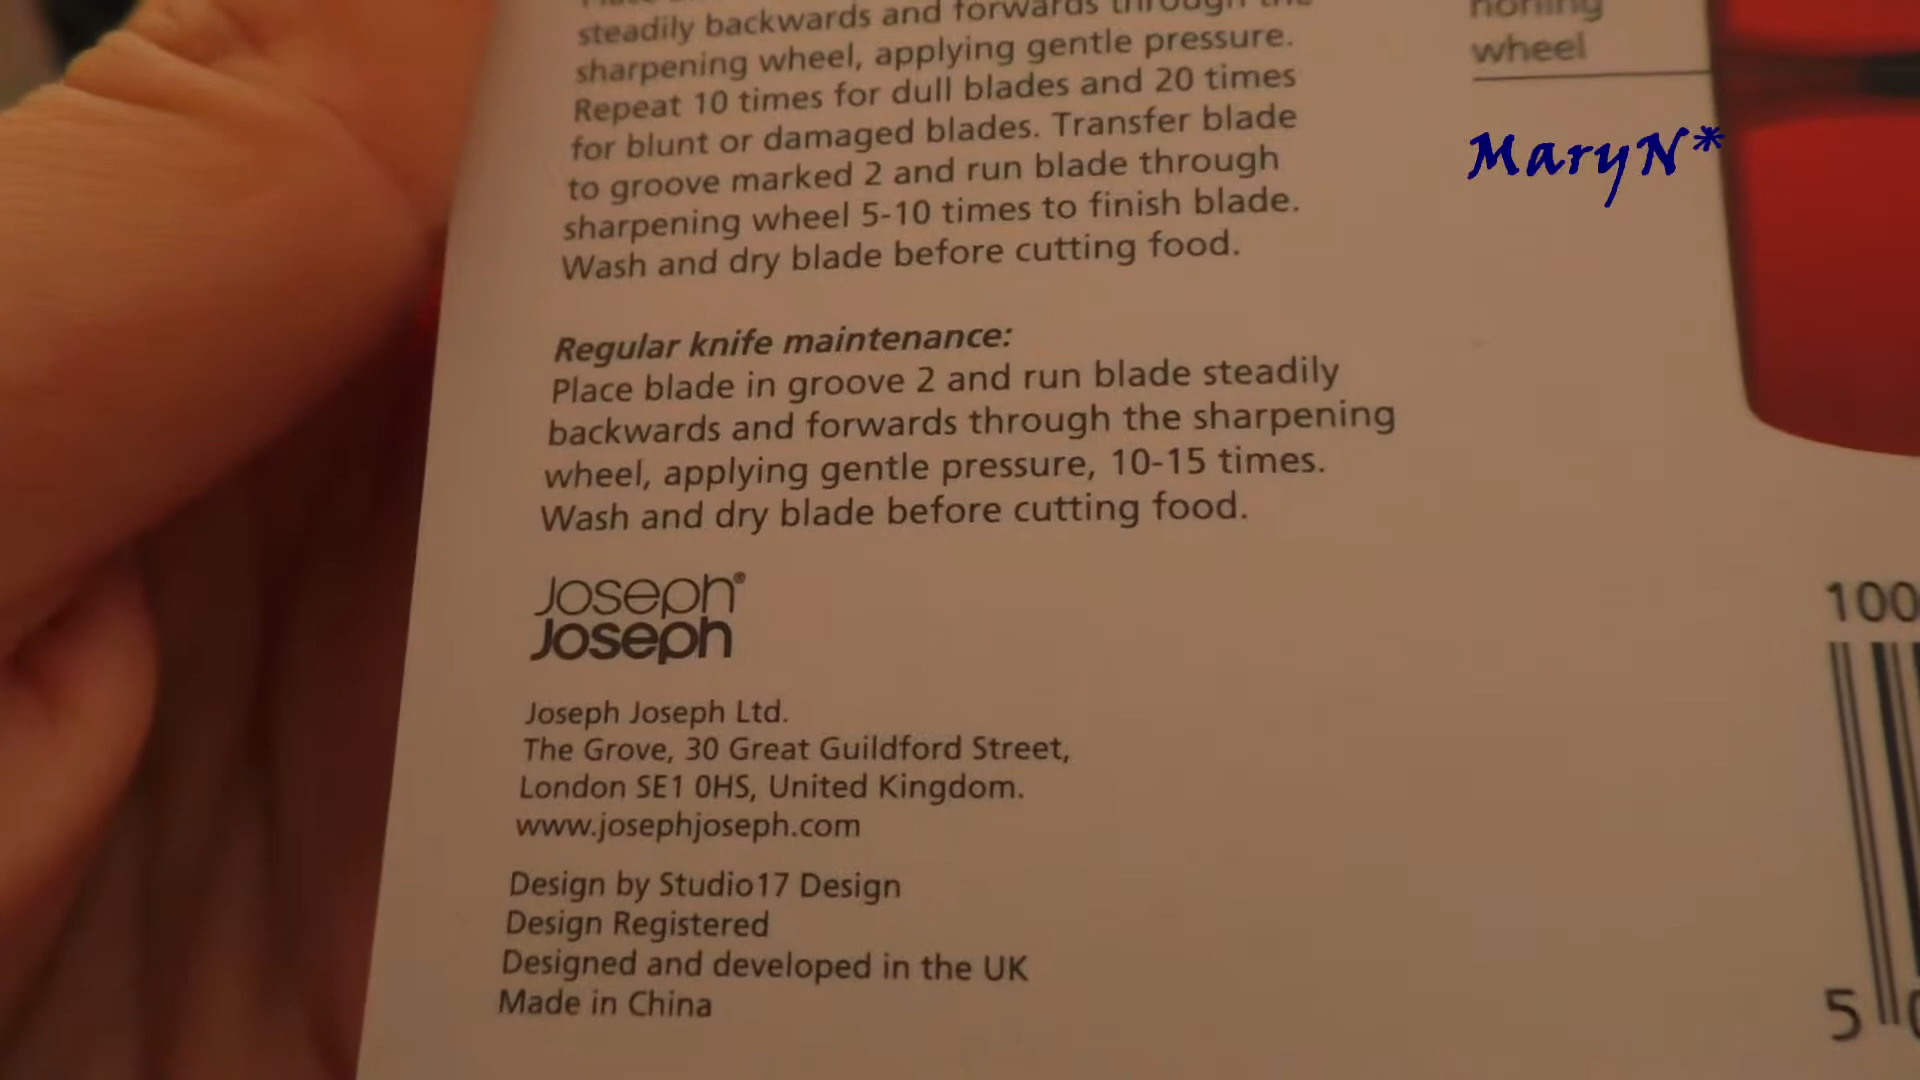 steadily backwards and forwards through the
sharpening wheel, applying gentle pressure.
Repeat 10 times for dull blades and 20 times
for blunt or damaged blades. Transfer blade
to groove marked 2 and run blade through
sharpening wheel 5-10 times to finish blade.
Wash and dry blade before cutting food.
Regular knife maintenance:
Place blade in groove 2 and run blade steadily
backwards and forwards through the sharpening
wheel, applying gentle pressure, 10-15 times.
Wash and dry blade before cutting food.
Joseph®
Joseph
Joseph Joseph Ltd.
The Grove, 30 Great Guildford Street,
London SE1 0HS, United Kingdom.
www.josephjoseph.com
Design by Studio17 Design
Design Registered
Designed and developed in the UK
Made in China
honing
wheel
MaryN*
100
5